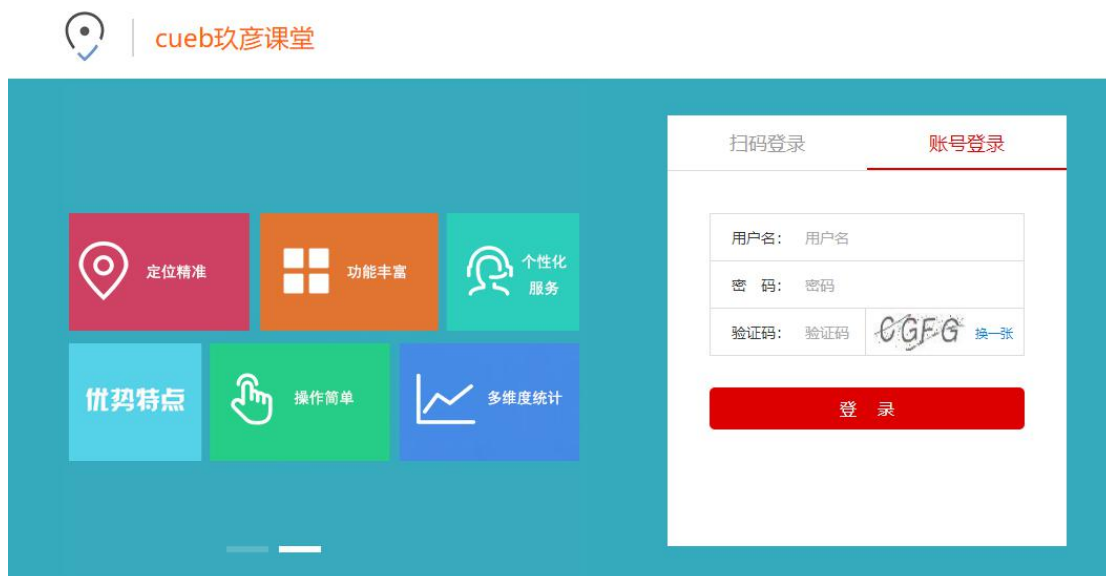 cueb玖彦课堂
扫码登录 账号登录
定位精准
功能丰富
个性化
服务
优势特点
操作简单
多维度统计
用户名： 用户名
密 码： 密码
验证码： 验证码 CGFG 换一张
登 录